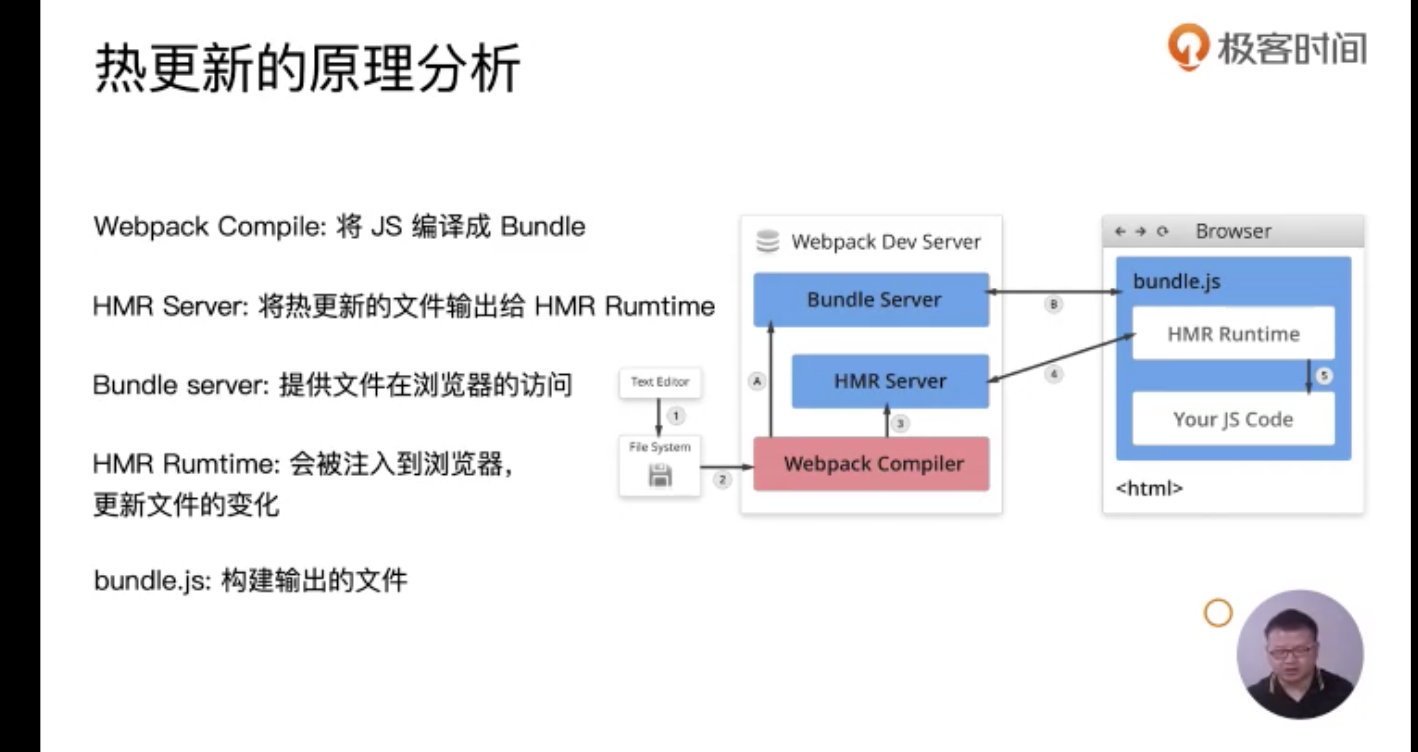 热更新的原理分析
极客时间
Webpack Compile: 将 JS 编译成 Bundle
HMR Server: 将热更新的文件输出给 HMR Rumtime
Bundle server: 提供文件在浏览器的访问
HMR Rumtime: 会被注入到浏览器,
更新文件的变化
bundle.js: 构建输出的文件
Text Editor
1
File System
2
Webpack Dev Server
Bundle Server
A
HMR Server
3
Webpack Compiler
B
4
Browser
bundle.js
HMR Runtime
5
Your JS Code
<html>